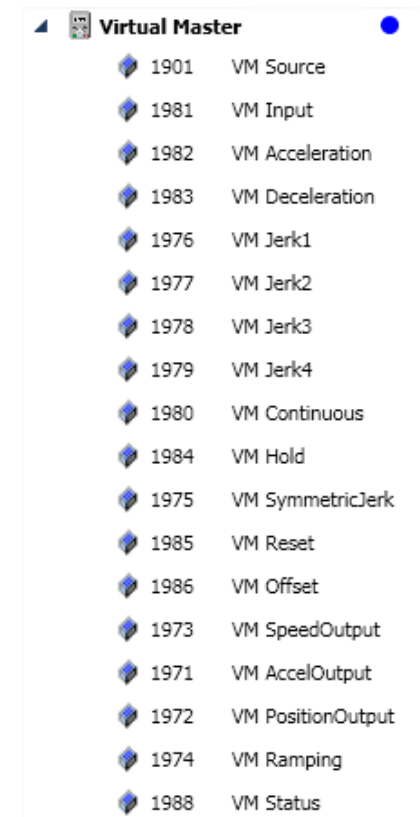 Virtual Master
1901 VM Source
1981 VM Input
1982 VM Acceleration
1983 VM Deceleration
1976 VM Jerk1
1977 VM Jerk2
1978 VM Jerk3
1979 VM Jerk4
1980 VM Continuous
1984 VM Hold
1975 VM SymmetricJerk
1985 VM Reset
1986 VM Offset
1973 VM SpeedOutput
1971 VM AccelOutput
1972 VM PositionOutput
1974 VM Ramping
1988 VM Status